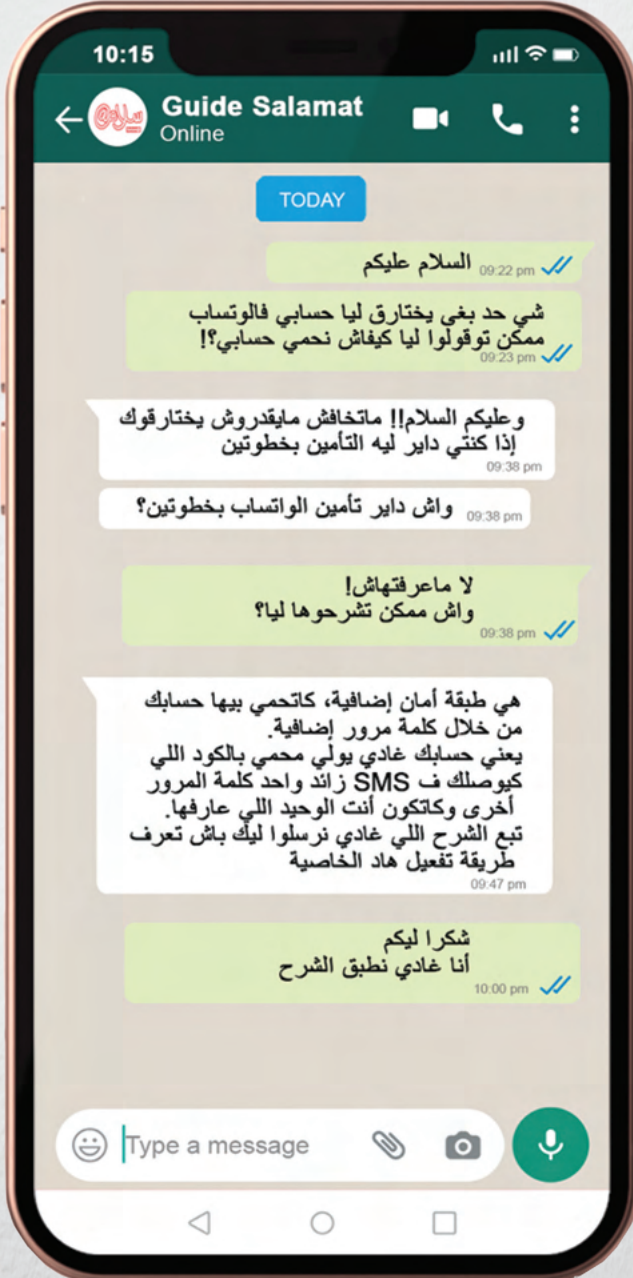 10:15
Guide Salamat
Online
TODAY
السلام عليكم
09:22 pm
شي حد بغى يختارق ليا حسابي فالوتساب
ممكن توقولوا ليا كيفاش نحمي حسابي؟!
09:23 pm
وعليكم السلام!! ماتخافش مايقدروش يختارقوك
إذا كنتي داير ليه التأمين بخطوتين
09:38 pm
واش داير تأمين الواتساب بخطوتين؟
09:38 pm
لا ماعرفتهاش!
واش ممكن تشرحوها ليا؟
09:38 pm
هي طبقة أمان إضافية، كاتحمي بيها حسابك
من خلال كلمة مرور إضافية.
يعني حسابك غادي يولي محمي بالكود اللي
كيوصلك ف SMS زائد واحد كلمة المرور
أخرى وكاتكون أنت الوحيد اللي عارفها.
تبع الشرح اللي غادي نرسلوا ليك باش تعرف
طريقة تفعيل هاد الخاصية
09:47 pm
شكرا ليكم
أنا غادي نطبق الشرح
10:00 pm
Type a message